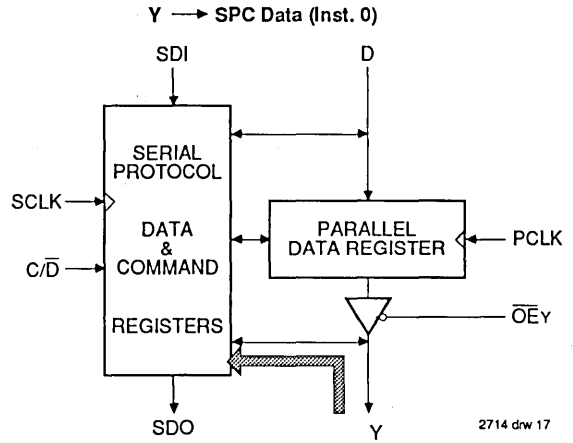 Y → SPC Data (Inst. 0)
SDI
D
SERIAL
PROTOCOL
SCLK
DATA
&
COMMAND
C/D̅
REGISTERS
PARALLEL
DATA REGISTER
PCLK
O̅E̅Y
SDO
Y
2714 drw 17